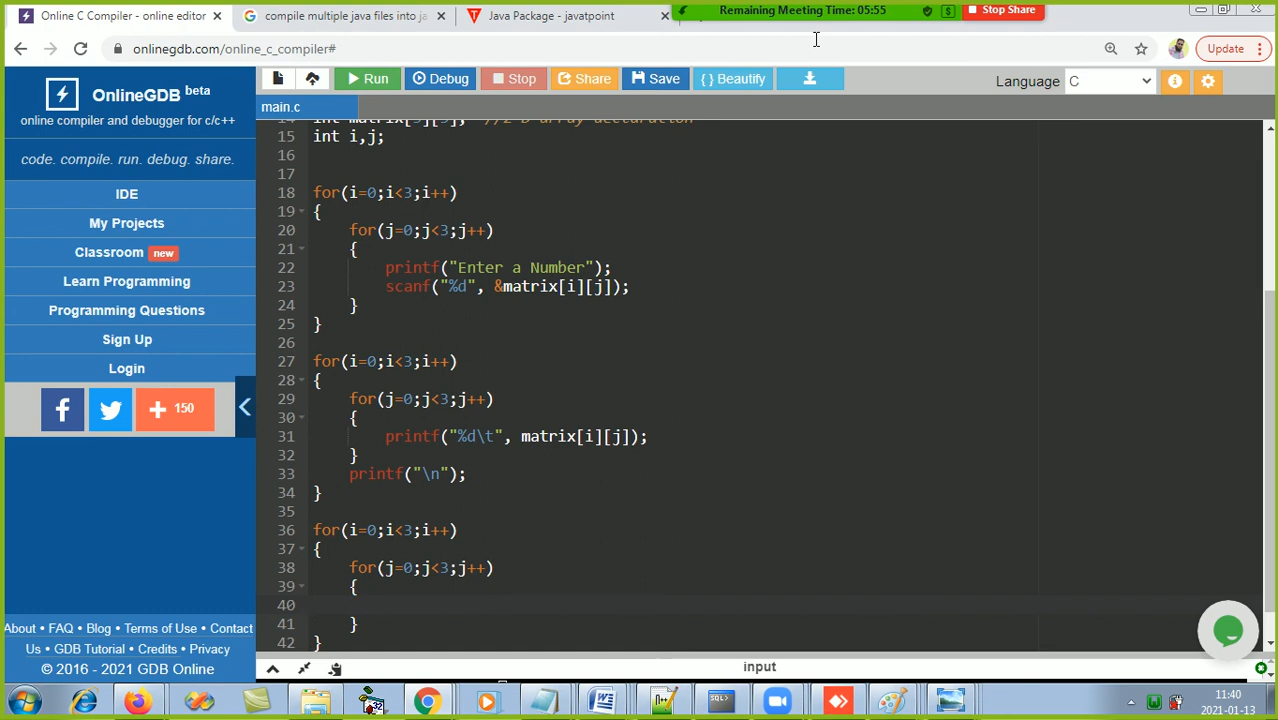 Online C Compiler - online editor
compile multiple java files into ja
Java Package - javatpoint
Remaining Meeting Time: 05:55
Stop Share
onlinegdb.com/online_c_compiler#
Update
OnlineGDB beta
online compiler and debugger for c/c++
code. compile. run. debug. share.
IDE
My Projects
Classroom new
Learn Programming
Programming Questions
Sign Up
Login
150
About • FAQ • Blog • Terms of Use • Contact
Us • GDB Tutorial • Credits • Privacy
© 2016 - 2021 GDB Online
Run
Debug
Stop
Share
Save
{ } Beautify
Language
C
main.c
14 int matrix[3][3]; //2-D array declaration
15 int i,j;
16
17
18 for(i=0;i<3;i++)
19 {
20 for(j=0;j<3;j++)
21 {
22 printf("Enter a Number");
23 scanf("%d", &matrix[i][j]);
24 }
25 }
26
27 for(i=0;i<3;i++)
28 {
29 for(j=0;j<3;j++)
30 {
31 printf("%d\t", matrix[i][j]);
32 }
33 printf("\n");
34 }
35
36 for(i=0;i<3;i++)
37 {
38 for(j=0;j<3;j++)
39 {
40
41 }
42 }
input
11:40
2021-01-13